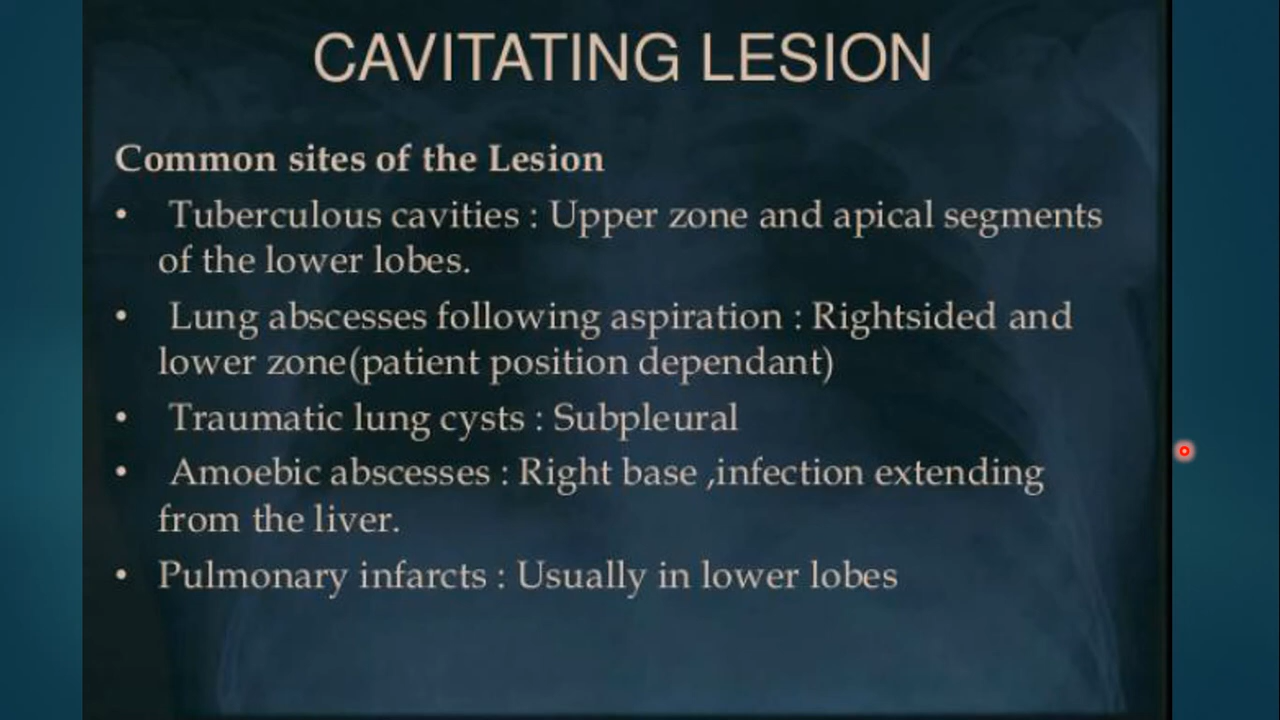 CAVITATING LESION
Common sites of the Lesion
• Tuberculous cavities : Upper zone and apical segments
of the lower lobes.
• Lung abscesses following aspiration : Rightsided and
lower zone(patient position dependant)
• Traumatic lung cysts : Subpleural
• Amoebic abscesses : Right base ,infection extending
from the liver.
• Pulmonary infarcts : Usually in lower lobes